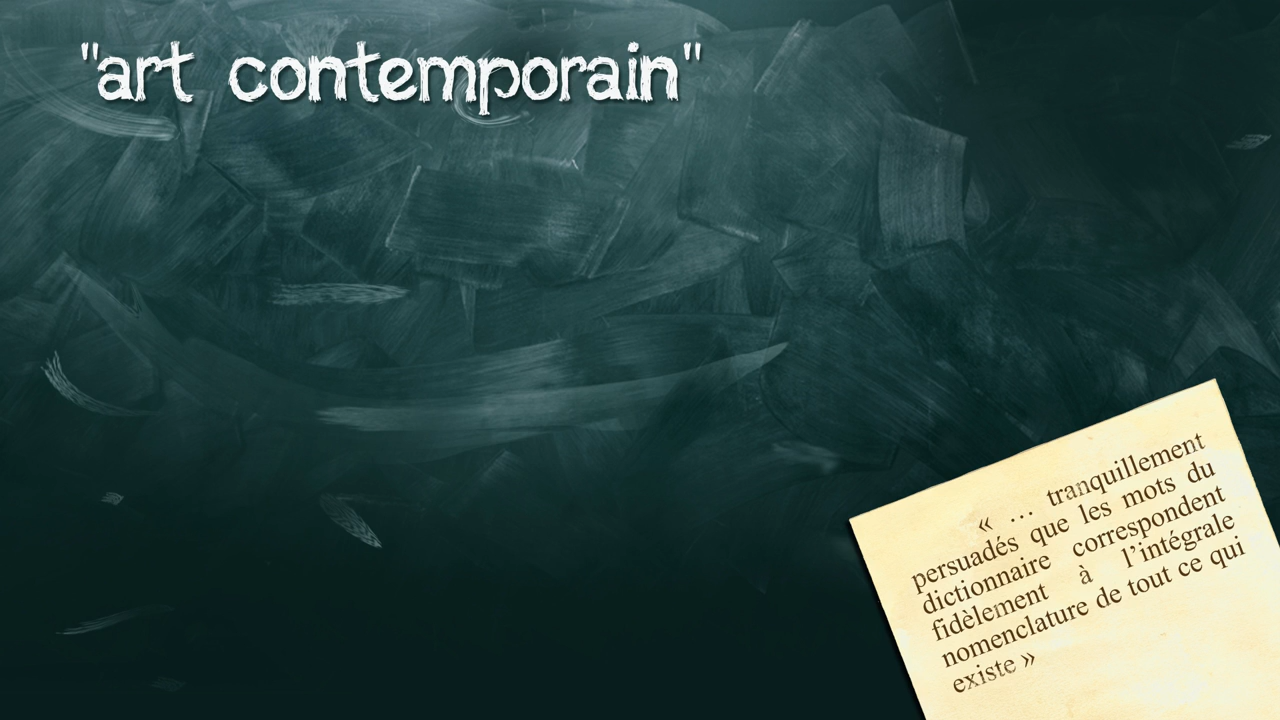 "art contemporain"
« … tranquillement
persuadés que les mots du
dictionnaire correspondent
fidèlement à l’intégrale
nomenclature de tout ce qui
existe »